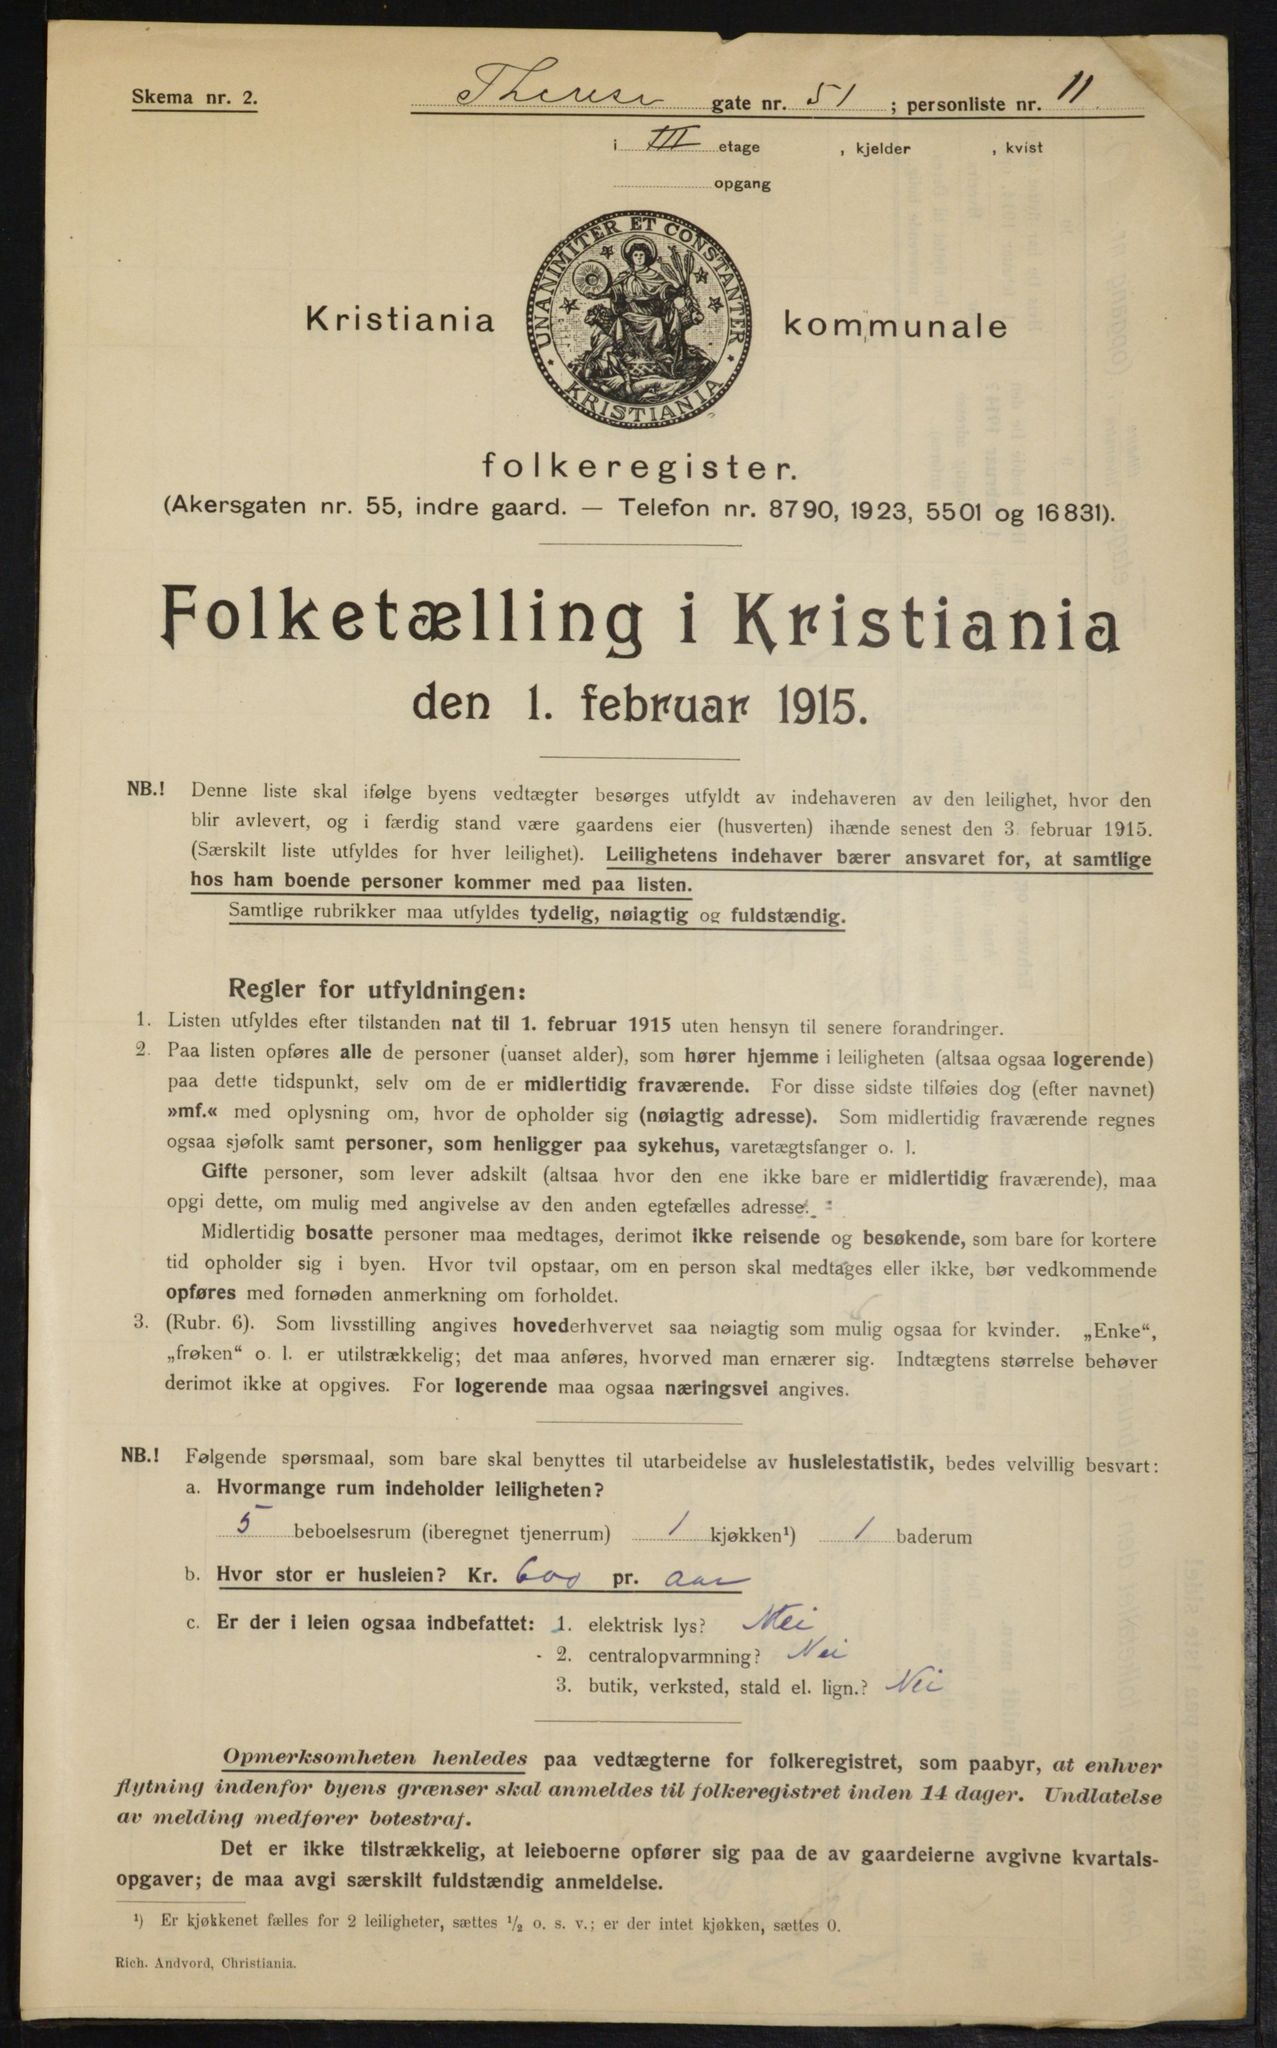 Skema nr. 2.
Therese gate nr. 51 ; personliste nr. 11
i III etage , kjelder , kvist
opgang
UNANIMITER ET CONSTANTER
KRISTIANIA
Kristiania kommunale
folkeregister.
(Akersgaten nr. 55, indre gaard. — Telefon nr. 8790, 1923, 5501 og 16831).
Folketælling i Kristiania
den 1. februar 1915.
NB.! Denne liste skal ifølge byens vedtægter besørges utfyldt av indehaveren av den leilighet, hvor den
blir avlevert, og i færdig stand være gaardens eier (husverten) ihænde senest den 3. februar 1915.
(Særskilt liste utfyldes for hver leilighet). Leilighetens indehaver bærer ansvaret for, at samtlige
hos ham boende personer kommer med paa listen.
Samtlige rubrikker maa utfyldes tydelig, nøiagtig og fuldstændig.
Regler for utfyldningen:
1. Listen utfyldes efter tilstanden nat til 1. februar 1915 uten hensyn til senere forandringer.
2. Paa listen opføres alle de personer (uanset alder), som hører hjemme i leiligheten (altsaa ogsaa logerende)
paa dette tidspunkt, selv om de er midlertidig fraværende. For disse sidste tilføies dog (efter navnet)
»mf.« med oplysning om, hvor de opholder sig (nøiagtig adresse). Som midlertidig fraværende regnes
ogsaa sjøfolk samt personer, som henligger paa sykehus, varetægtsfanger o. l.
Gifte personer, som lever adskilt (altsaa hvor den ene ikke bare er midlertidig fraværende), maa
opgi dette, om mulig med angivelse av den anden egtefælles adresse.
Midlertidig bosatte personer maa medtages, derimot ikke reisende og besøkende, som bare for kortere
tid opholder sig i byen. Hvor tvil opstaar, om en person skal medtages eller ikke, bør vedkommende
opføres med fornøden anmerkning om forholdet.
3. (Rubr. 6). Som livsstilling angives hovederhvervet saa nøiagtig som mulig ogsaa for kvinder. „Enke“,
„frøken“ o. l. er utilstrækkelig; det maa anføres, hvorved man ernærer sig. Indtægtens størrelse behøver
derimot ikke at opgives. For logerende maa ogsaa næringsvei angives.
NB.! Følgende spørsmaal, som bare skal benyttes til utarbeidelse av husleiestatistik, bedes velvillig besvart:
a. Hvormange rum indeholder leiligheten?
5 beboelsesrum (iberegnet tjenerrum) 1 kjøkken¹) 1 baderum
b. Hvor stor er husleien? Kr. 600 pr. aar
c. Er der i leien ogsaa indbefattet: 1. elektrisk lys? Nei
2. centralopvarmning? Nei
3. butik, verksted, stald el. lign.? Nei
Opmerksomheten henledes paa vedtægterne for folkeregistret, som paabyr, at enhver
flytning indenfor byens grænser skal anmeldes til folkeregistret inden 14 dager. Undlatelse
av melding medfører bøtestraf.
Det er ikke tilstrækkelig, at leieboerne opfører sig paa de av gaardeierne avgivne kvartals-
opgaver; de maa avgi særskilt fuldstændig anmeldelse.
¹) Er kjøkkenet fælles for 2 leiligheter, sættes ½ o. s. v.; er der intet kjøkken, sættes 0.
Rich. Andvord, Christiania.